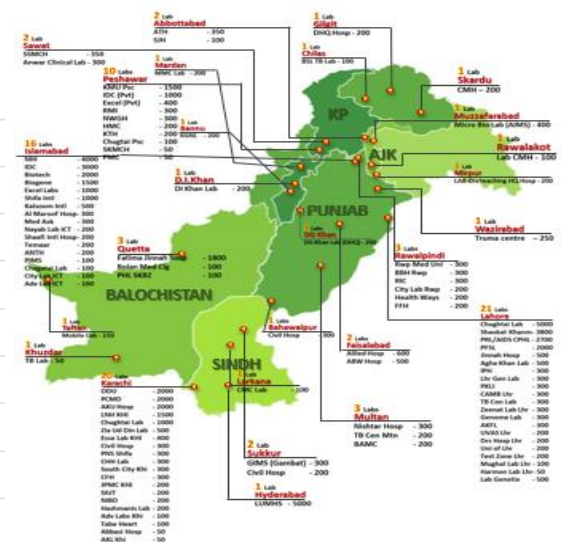 2 Lab
Abbottabad
ATH - 350
SJH - 100
1 Lab
Gilgit
DHQ Hosp - 200
2 Lab
Sawat
SSMCH - 350
Anwar Clinical Lab - 300
1 Lab
Mardan
MMC Lab - 200
1 Lab
Chilas
BSL TB Lab - 100
1 Lab
Skardu
CMH - 200
10 Labs
Peshawar
KMU Psc - 1500
IDC (Pvt) - 1000
Excel (Pvt) - 400
RMI - 300
NWGH - 300
HMC - 200
KTH - 200
Chugtai Psc - 100
SKMCH - 50
PMC - 50
1 Lab
Bannu
1 Lab
Muzzafarabad
Micro Bio Lab (AIMS) - 400
KP
AJK
Rawalakot
Lab CMH - 100
1 Lab
Mirpur
16 Labs
Islamabad
NIH - 4000
IDC - 3000
Biotech - 2000
Biogene - 1500
Excel Labs - 1000
Shifa Intl - 1000
Kalsoom Intl - 500
Al Maroof Hosp - 300
Med Ask - 300
Nayab Lab ICT - 200
Shaafi Intl Hosp - 200
Temaar - 200
ANTH - 200
PIMS - 100
Chugatai Lab - 100
City Lab ICT - 100
Adv Lab ICT - 100
1 Lab
D.I.Khan
DI Khan Lab - 200
PUNJAB
1 Lab
Wazirabad
Truma centre - 250
DG Khan
DG Khan Lab (DHQ) - 200
3 Labs
Quetta
Fatima Jinnah - 1800
Bolan Med Clg - 100
PHL SKBZ - 100
3 Labs
Rawalpindi
Rwp Med Uni - 300
BBH Rwp - 300
RIC - 300
City Lab Rwp - 200
Health Ways - 200
FFH - 200
BALOCHISTAN
1 Lab
Taftan
Mobile Lab - 150
1 Lab
Bahawalpur
Civil Hosp - 300
2 Lab
Faisalabad
Allied Hosp - 600
ABW Hosp - 500
21 Labs
Lahore
Chughtai Lab - 5000
Shaukat Khanm - 3800
PRL/AIDS CPHL - 2700
PFSL - 2000
Jinnah Hosp - 500
Agha Khan Lab - 500
IPH - 300
Lhr Gen Lab - 300
PKLI - 300
CAMB Lhr - 300
TB Cen Lab - 300
Zeenat Lab Lhr - 300
Genome Lab - 300
AKFL - 300
UVAS Lhr - 200
Drs Hosp Lhr - 200
Uni of Lhr - 200
Test Zone Lhr - 200
Mughal Lab Lhr - 100
Harmon Lab Lhr - 50
Lab Genetix - 500
1 Lab
Khuzdar
TB Lab - 50
SINDH
Larkana
CMC Lab - 100
20 Labs
Karachi
OOU - 2000
PCMD - 2000
AKU Hosp - 2000
LNH KHI - 1500
Chughtai Lab - 1000
Zia Ud Din Lab - 500
Essa Lab KHI - 800
Civil Hosp - 300
PNS Shifa - 300
CHH Lab - 300
South City Khi - 300
CFH - 300
JPMC KHI - 200
SIUT - 200
NIBD - 200
Hashmanis Lab - 200
Adv Labs Khi - 100
Taba Heart - 100
Abbasi Hosp - 50
AKL Khi - 50
3 Labs
Multan
Nishtar Hosp - 300
TB Cen Mtn - 200
BAMC - 200
2 Lab
Sukkur
GIMS (Gambat) - 300
Civil Hosp - 200
1 Lab
Hyderabad
LUMHS - 5000